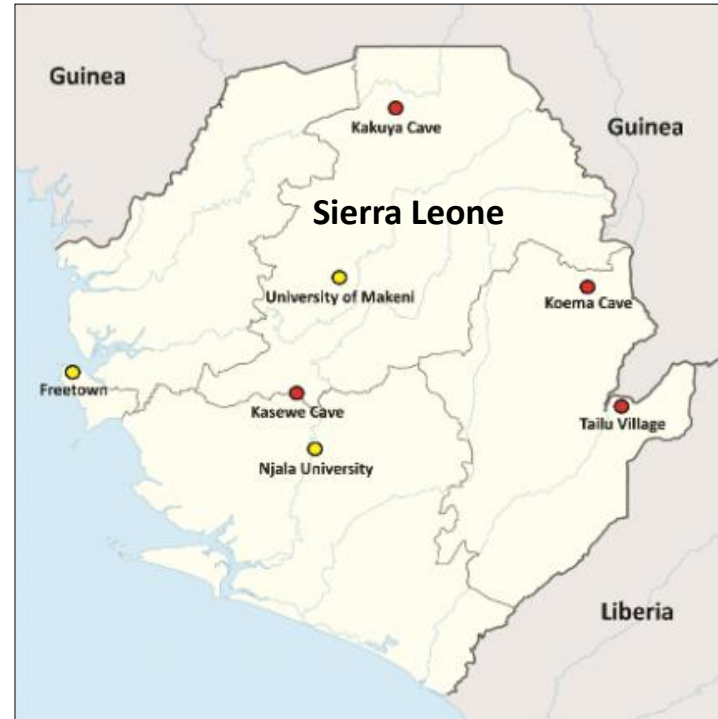 Guinea
Kakuya Cave
Guinea
Sierra Leone
University of Makeni
Koema Cave
Freetown
Kasewe Cave
Tailu Village
Njala University
Liberia